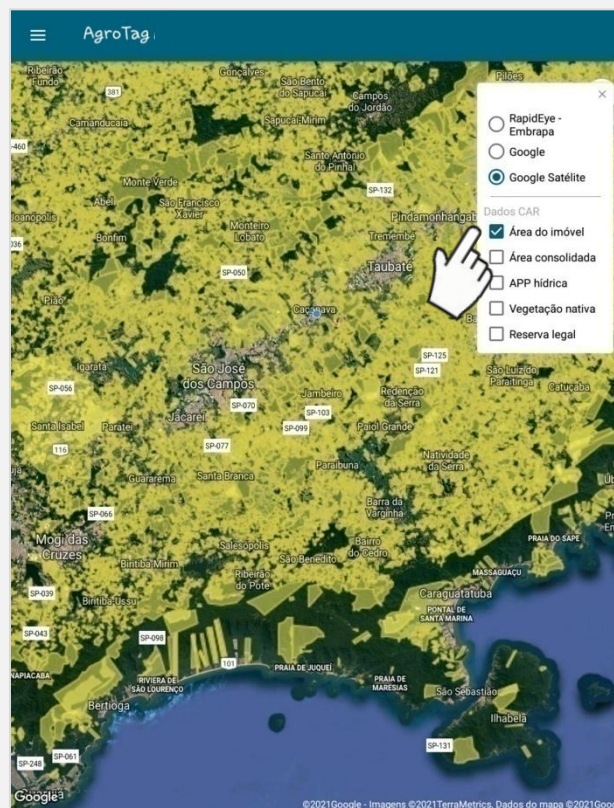 AgroTag
RapidEye -
Embrapa
Google
Google Satélite
Dados CAR
Área do imóvel
Área consolidada
APP hídrica
Vegetação nativa
Reserva legal
Ribeirão
Fundo
Gonçalves
Pilões
381
São Bento
do Sapucaí
Campos
do Jordão
Camanducaia
Sapucaí-Mirim
-460
Santo Antônio
do Pinhal
Monte Verde
SP-132
Abel
São Francisco
Xavier
Joanópolis
Pindamonhangab
036
Bonfim
Monteiro
Lobato
Tremembé
Taubaté
SP-050
Pião
Caçapava
SP-125
Igaratá
São José
dos Campos
SP-121
São Luiz do
Paraitinga
SP-056
Jambeiro
Redenção
da Serra
Catuçaba
SP-070
Jacareí
SP-103
Santa Isabel
Paratei
SP-099
Paiol Grande
116
SP-077
Natividade
da Serra
Paraibuna
Guararema
Santa Branca
Barra da
Varginha
SP-066
Mogi das
Cruzes
Salesópolis
Bairro
do Cedro
PRAIA DO SAPE
São Benedito
Biritiba Mirim
Ribeirão
do Pote
MASSAGUAÇU
SP-039
Biritiba-Ussu
Caraguatatuba
PONTAL DE
SANTA MARINA
SP-043
SP-098
101
NAPIACABA
RIVIERA DE
SÃO LOURENÇO
PRAIA DE JUQUEÍ
PRAIA DE
MARESIAS
São Sebastião
Bertioga
Ilhabela
SP-131
SP-061
SP-248
Google
©2021Google - Imagens ©2021TerraMetrics, Dados do mapa ©2021Goo